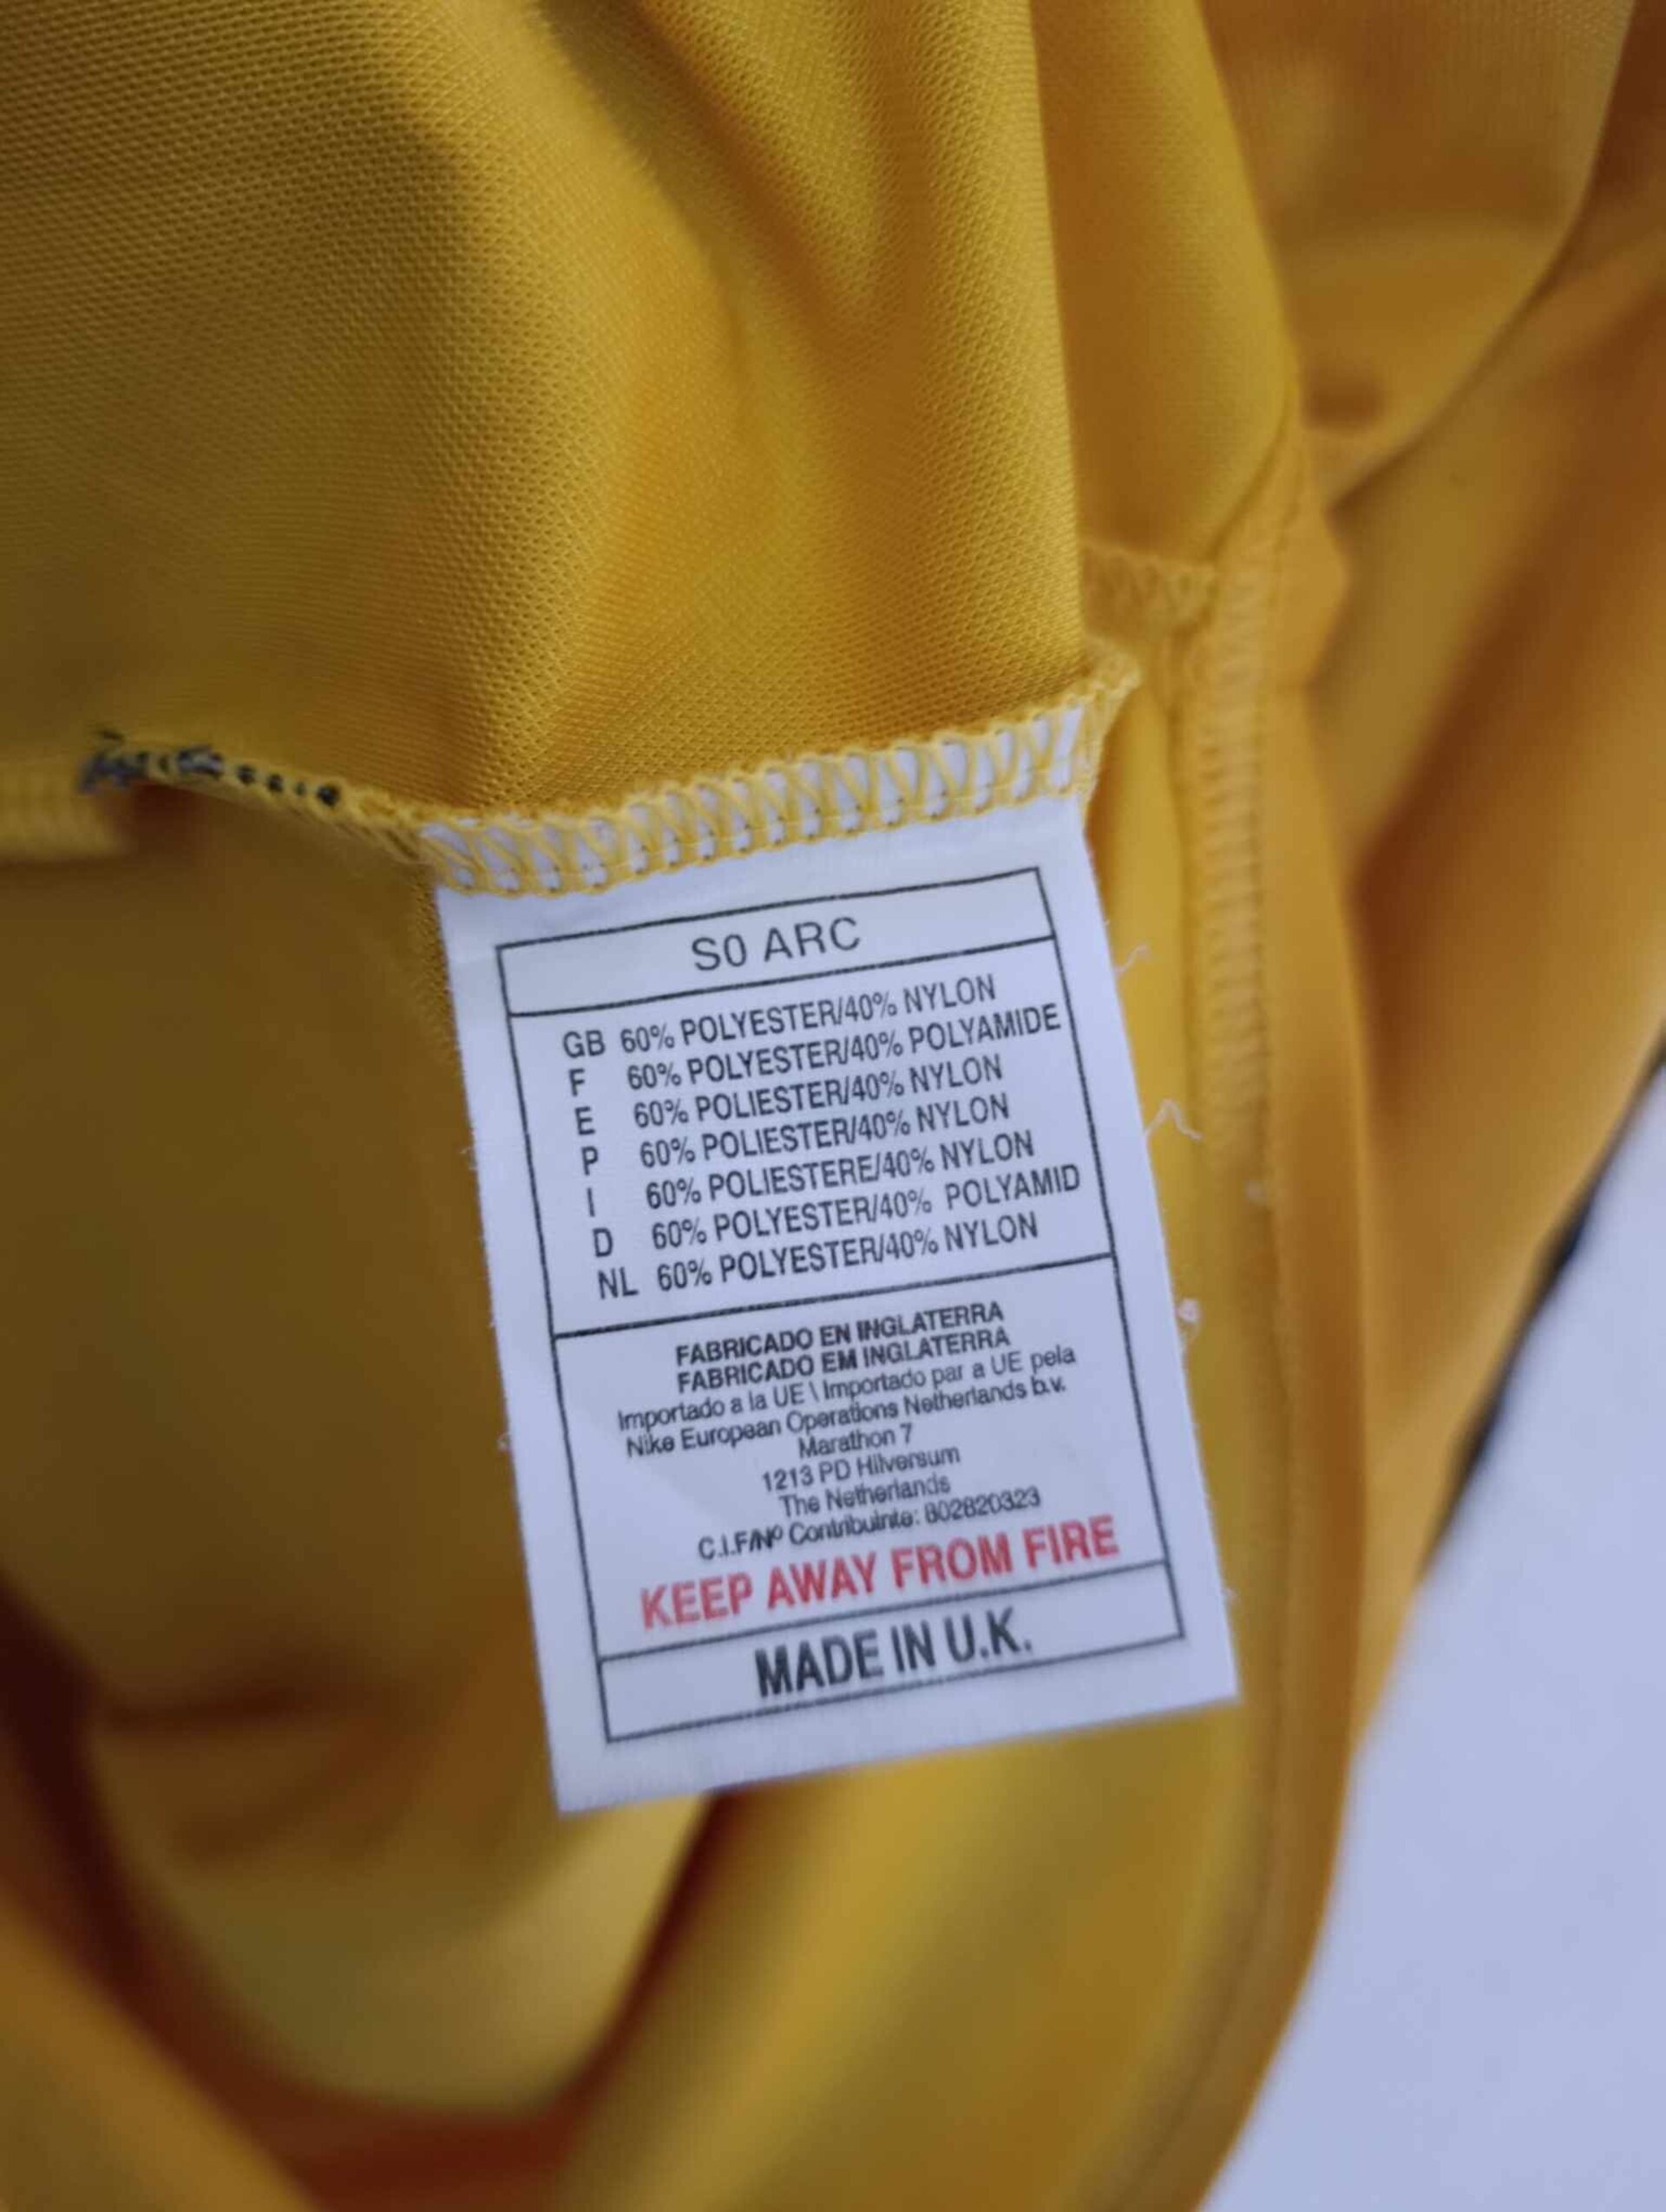 S0 ARC
GB 60% POLYESTER/40% NYLON
F 60% POLYESTER/40% POLYAMIDE
E 60% POLIESTER/40% NYLON
P 60% POLIESTER/40% NYLON
I 60% POLIESTERE/40% NYLON
D 60% POLYESTER/40% POLYAMID
NL 60% POLYESTER/40% NYLON
FABRICADO EN INGLATERRA
FABRICADO EM INGLATERRA
Importado a la UE \ Importado par a UE pela
Nike European Operations Netherlands b.v.
Marathon 7
1213 PD Hilversum
The Netherlands
C.I.F/Nº Contribuinte: 802820323
KEEP AWAY FROM FIRE
MADE IN U.K.